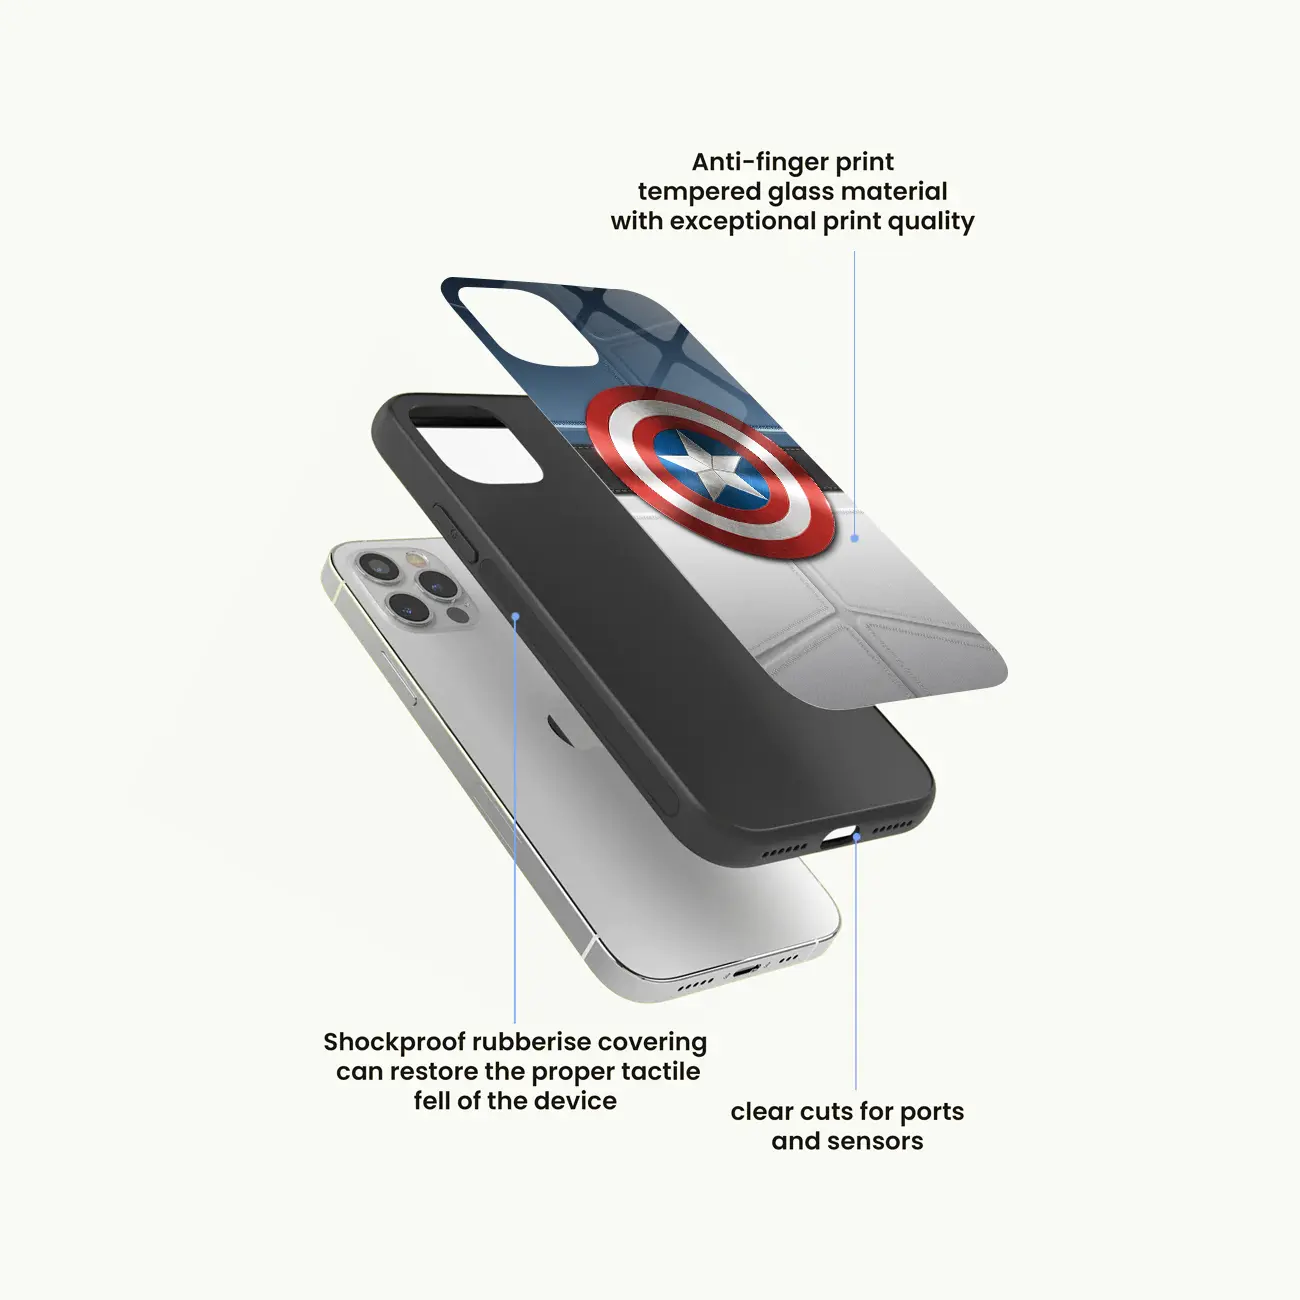 Anti-finger print
tempered glass material
with exceptional print quality
Shockproof rubberise covering
can restore the proper tactile
fell of the device
clear cuts for ports
and sensors